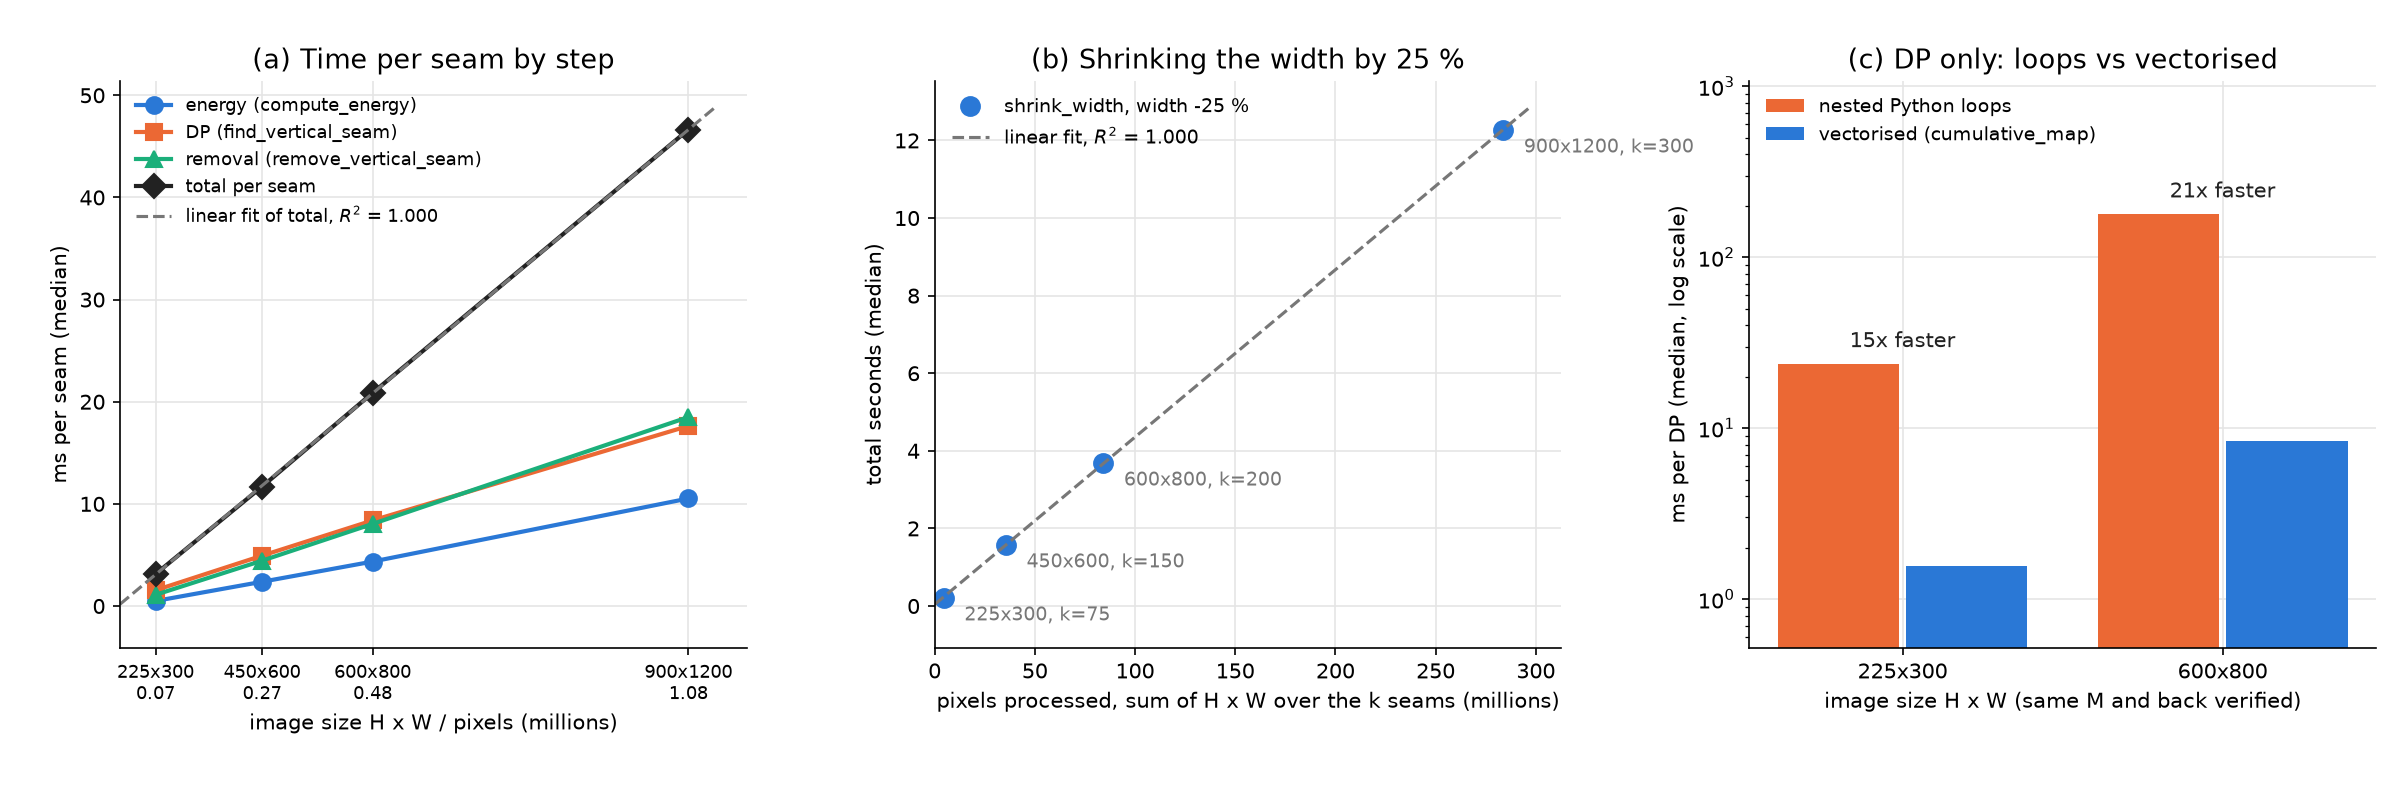 (a) Time per seam by step
50
40
30
20
10
0
ms per seam (median)
energy (compute_energy)
DP (find_vertical_seam)
removal (remove_vertical_seam)
total per seam
linear fit of total, R² = 1.000
225x300 450x600 600x800 900x1200
0.07 0.27 0.48 1.08
image size H x W / pixels (millions)
(b) Shrinking the width by 25 %
12
10
8
6
4
2
0
total seconds (median)
shrink_width, width -25 %
linear fit, R² = 1.000
900x1200, k=300
600x800, k=200
450x600, k=150
225x300, k=75
0 50 100 150 200 250 300
pixels processed, sum of H x W over the k seams (millions)
(c) DP only: loops vs vectorised
10³
10²
10¹
10⁰
ms per DP (median, log scale)
nested Python loops
vectorised (cumulative_map)
21x faster
15x faster
225x300 600x800
image size H x W (same M and back verified)